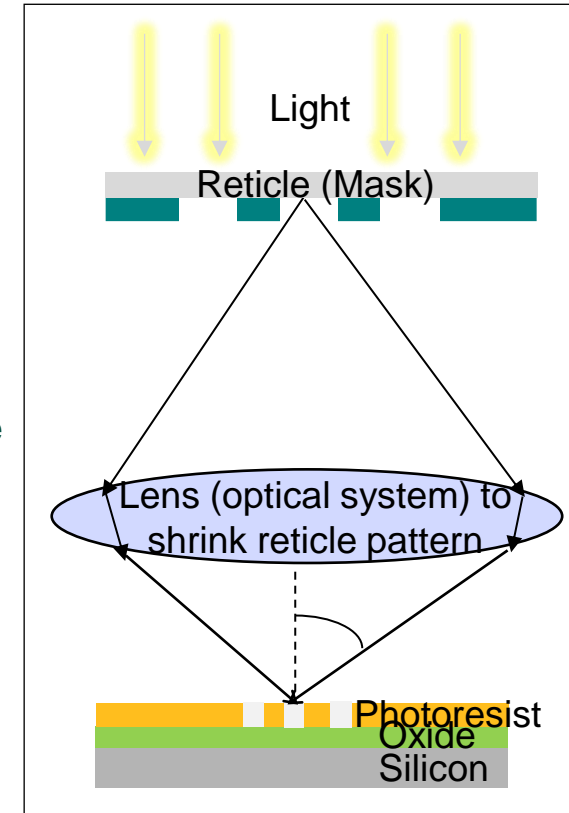 Light
Reticle (Mask)
Lens (optical system) to
shrink reticle pattern
Photoresist
Oxide
Silicon